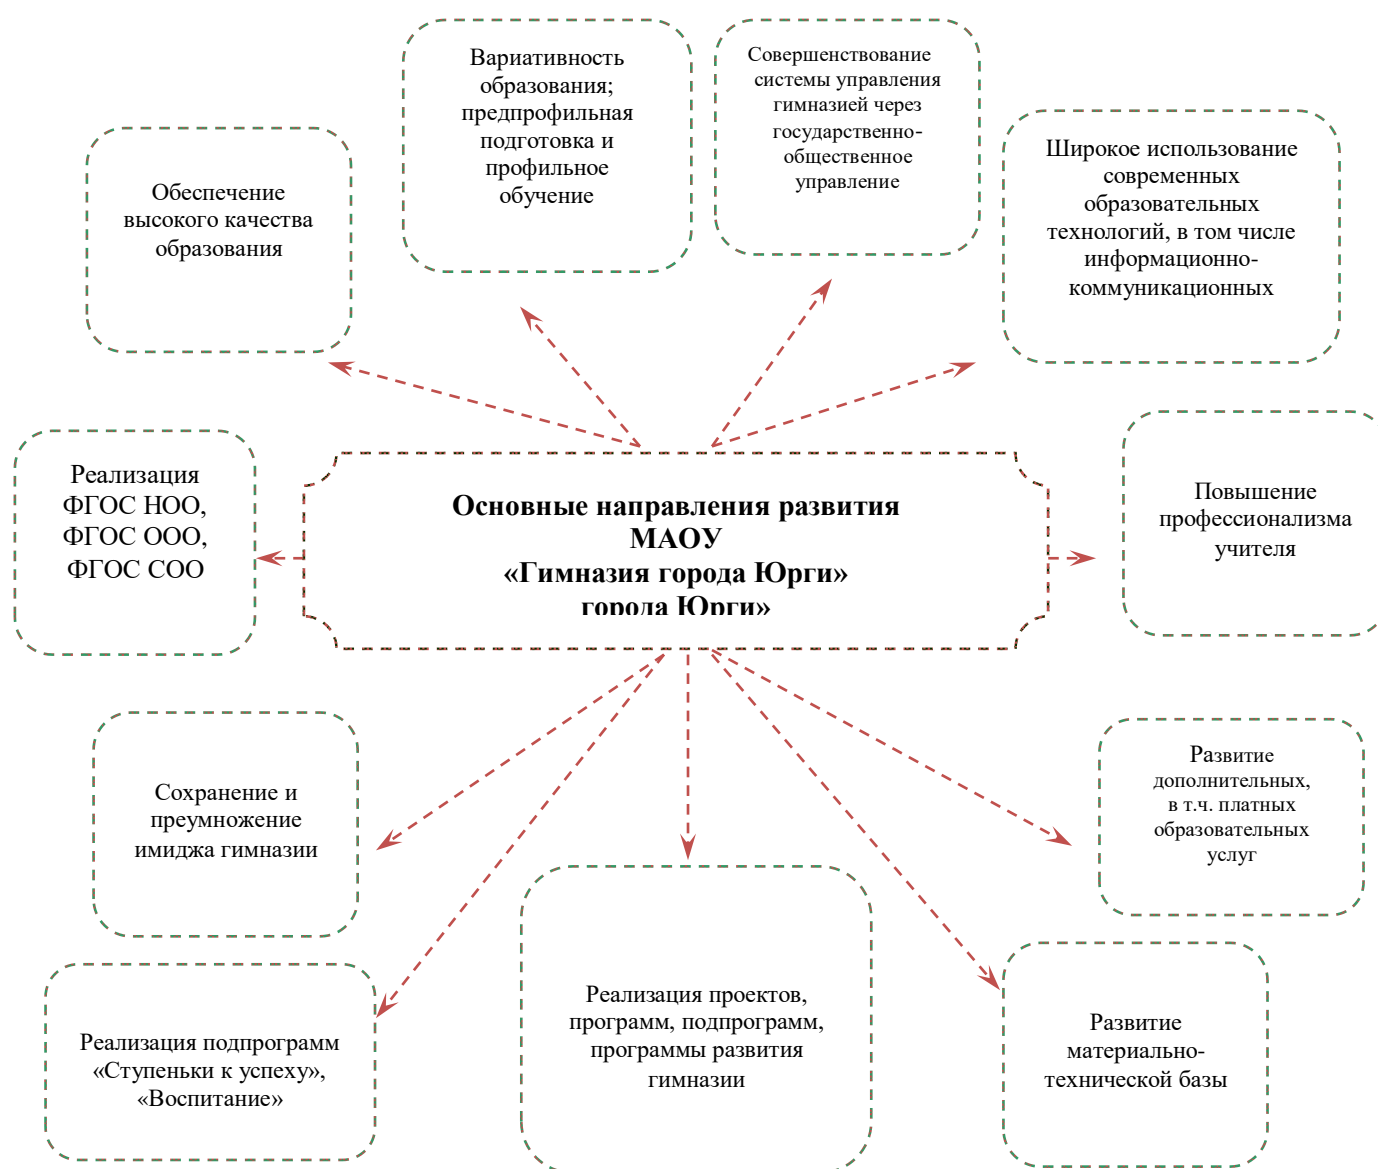 Вариативность
образования;
предпрофильная
подготовка и
профильное
обучение
Совершенствование
системы управления
гимназией через
государственно-
общественное
управление
Широкое использование
современных
образовательных
технологий, в том числе
информационно-
коммуникационных
Обеспечение
высокого качества
образования
Реализация
ФГОС НОО,
ФГОС ООО,
ФГОС СОО
Основные направления развития
МАОУ
«Гимназия города Юрги»
города Юрги»
Повышение
профессионализма
учителя
Сохранение и
преумножение
имиджа гимназии
Развитие
дополнительных,
в т.ч. платных
образовательных
услуг
Реализация подпрограмм
«Ступеньки к успеху»,
«Воспитание»
Реализация проектов,
программ, подпрограмм,
программы развития
гимназии
Развитие
материально-
технической базы